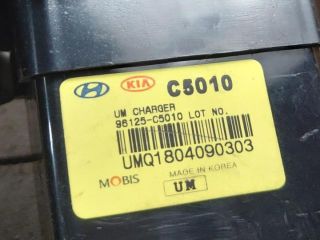 KIA C5010
UM CHARGER
96125-C5010 LOT NO.
UMQ1804090303
MOBIS MADE IN KOREA
UM